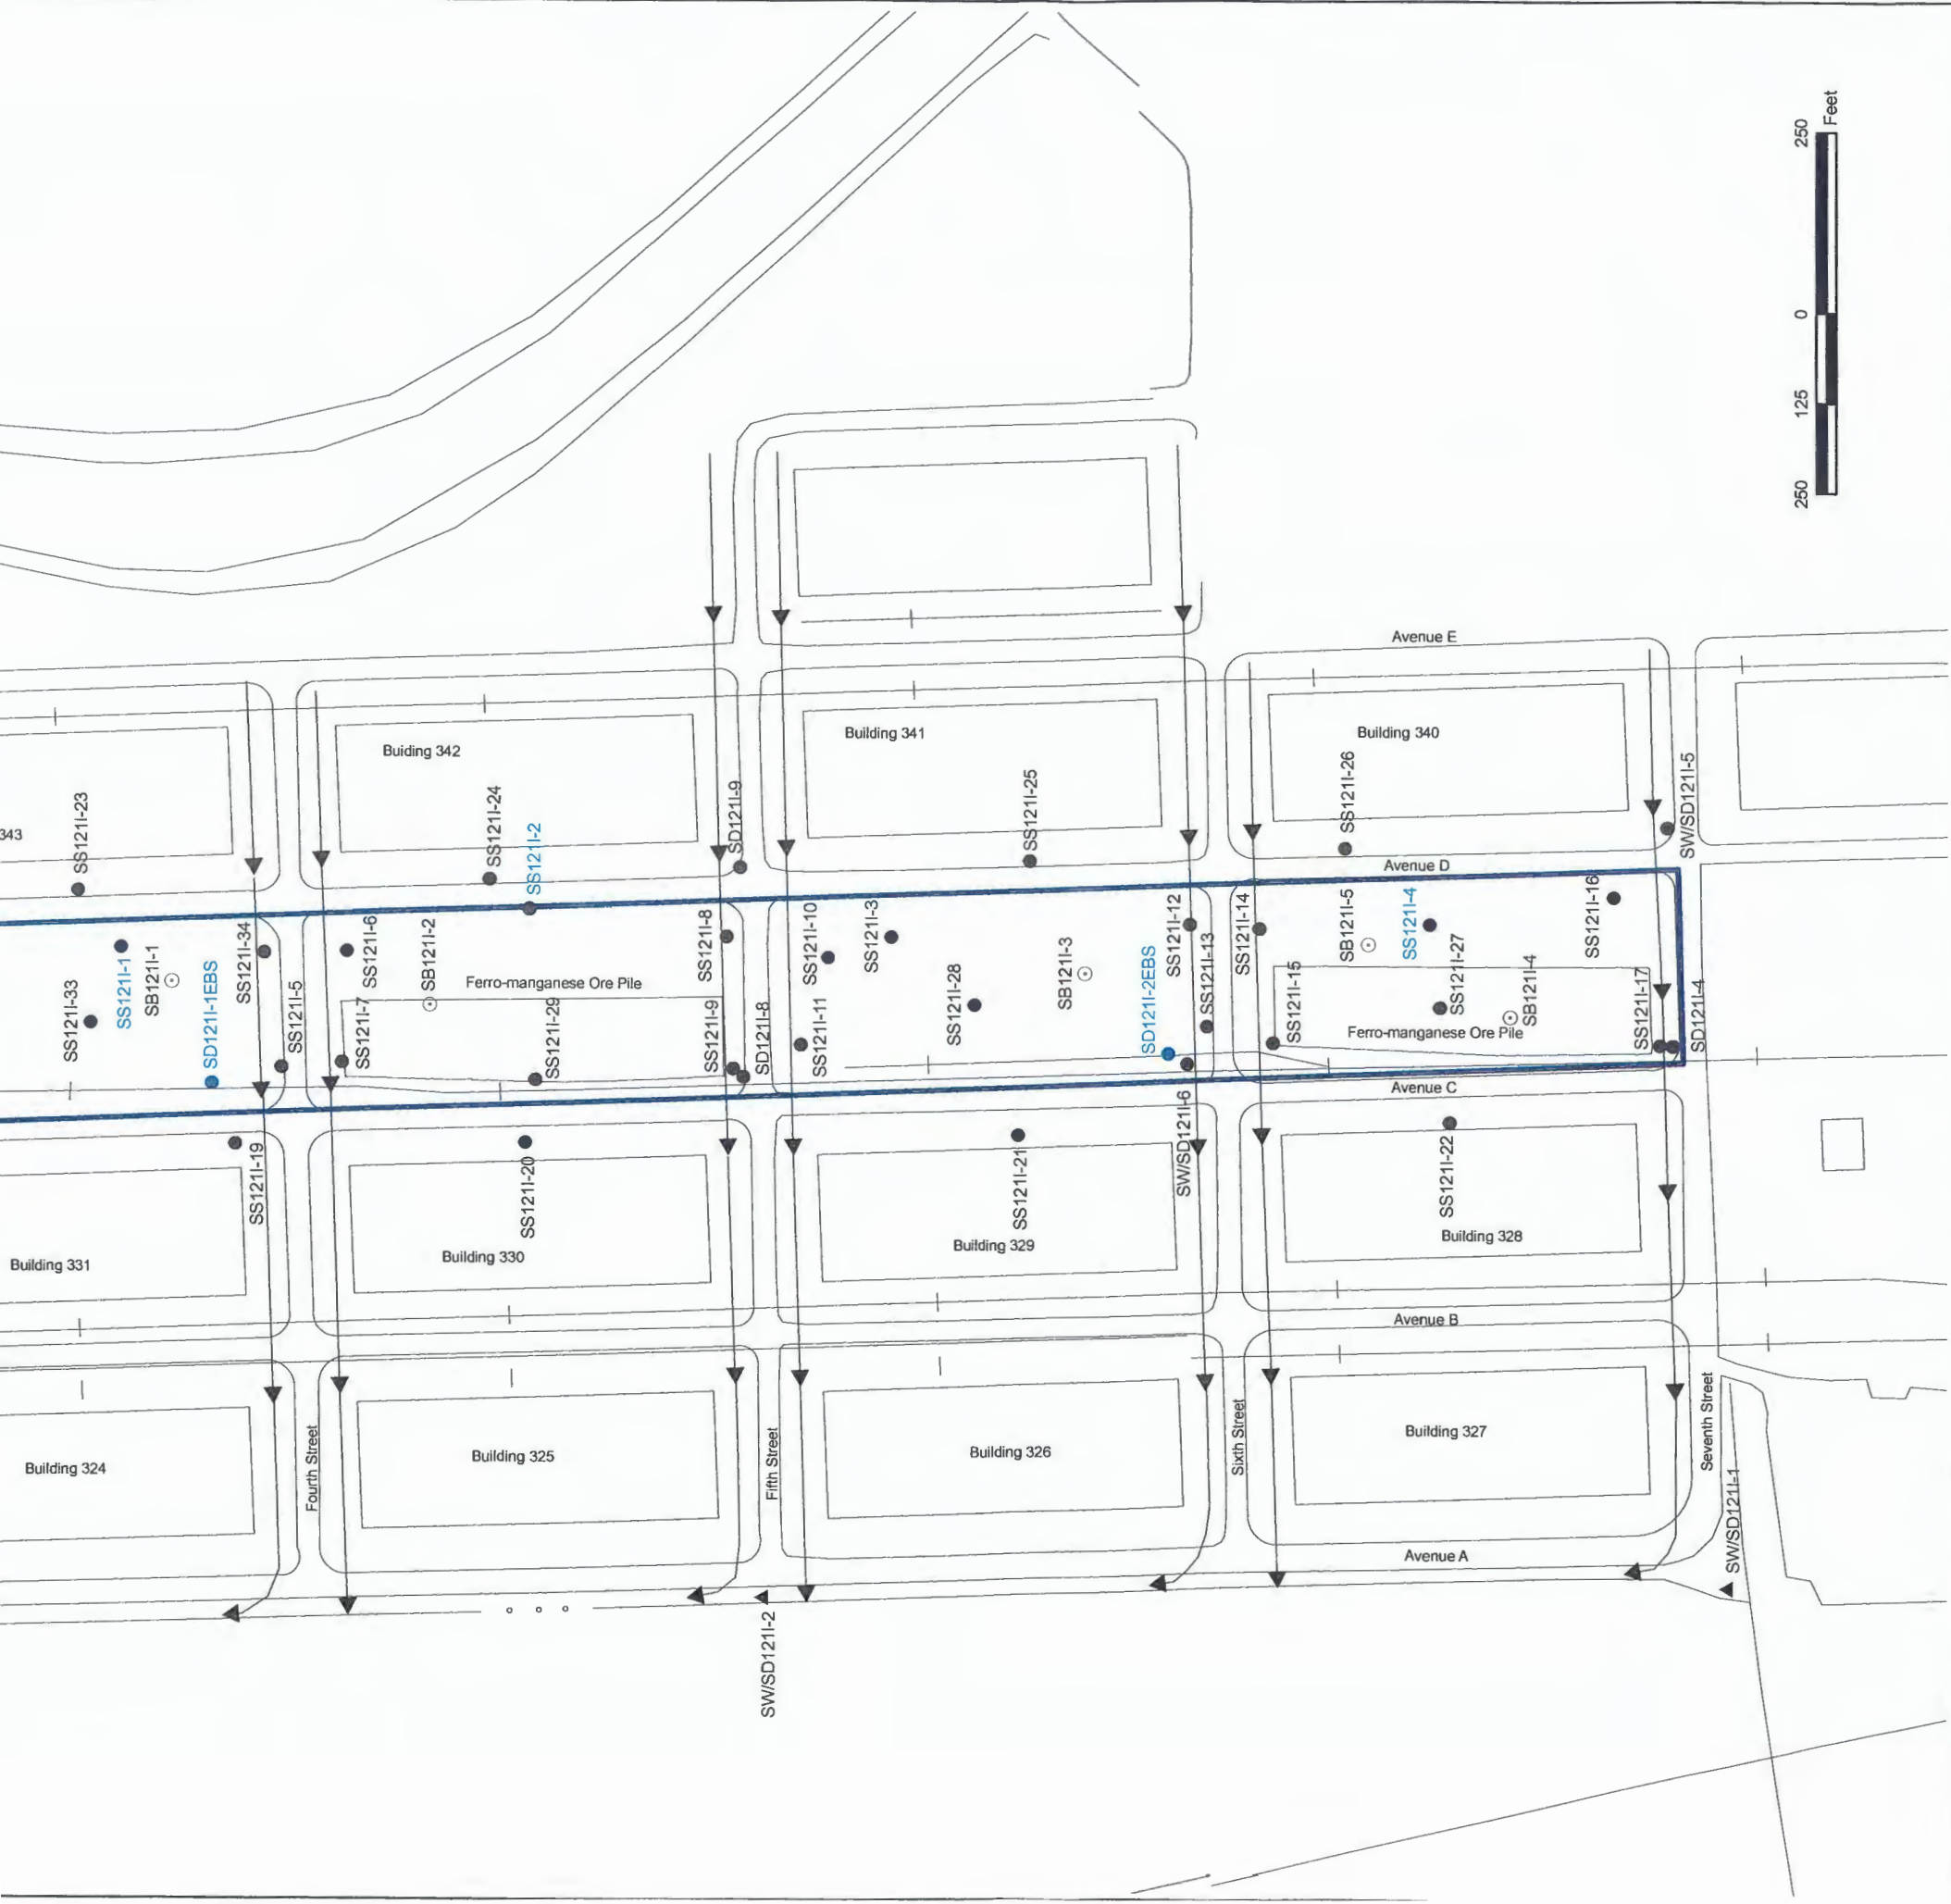 250
Feet
0
125
250
Avenue E
Building 341
Building 340
Buiding 342
343
SS121I-23
SS121I-24
SS121I-2
SD121I-9
SS121I-25
SS121I-26
SW/SD121I-5
Avenue D
SS121I-33
SS121I-1
SB121I-1
SD121I-1EBS
SS121I-34
SS121I-5
SS121I-6
SS121I-7
SB121I-2
Ferro-manganese Ore Pile
SS121I-29
SS121I-8
SS121I-9
SD121I-8
SS121I-10
SS121I-11
SS121I-3
SS121I-28
SB121I-3
SD121I-2EBS
SS121I-12
SS121I-13
SS121I-14
SS121I-15
SB121I-5
SS121I-4
SS121I-27
SB121I-4
SS121I-16
SS121I-17
SD121I-4
Ferro-manganese Ore Pile
Avenue C
SS121I-19
SS121I-20
SS121I-21
SW/SD121I-6
SS121I-22
Building 331
Building 330
Building 329
Building 328
Avenue B
Building 324
Fourth Street
Building 325
Fifth Street
Building 326
Sixth Street
Building 327
Seventh Street
SW/SD121I-1
Avenue A
SW/SD121I-2